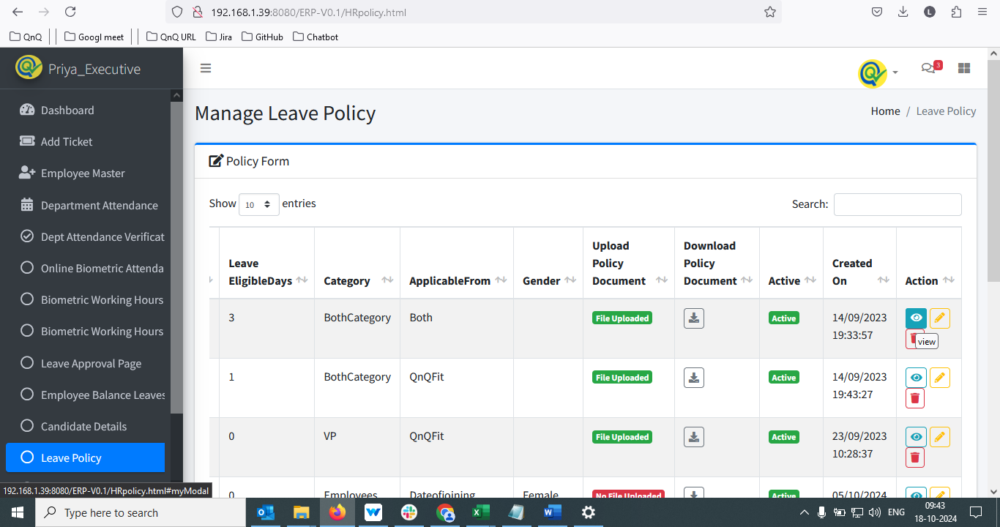 192.168.1.39:8080/ERP-V0.1/HRpolicy.html
L
QnQ
Googl meet
QnQ URL
Jira
GitHub
Chatbot
Priya_Executive
3
Dashboard
Add Ticket
Employee Master
Department Attendance
Dept Attendance Verificat
Online Biometric Attenda
Biometric Working Hours
Biometric Working Hours
Leave Approval Page
Employee Balance Leaves
Candidate Details
Leave Policy
Manage Leave Policy
Home / Leave Policy
Policy Form
Show 10 entries
Search:
Leave EligibleDays
Category
ApplicableFrom
Gender
Upload Policy Document
Download Policy Document
Active
Created On
Action
3 BothCategory Both File Uploaded Active 14/09/2023 19:33:57
view
1 BothCategory QnQFit File Uploaded Active 14/09/2023 19:43:27
0 VP QnQFit File Uploaded Active 23/09/2023 10:28:37
0 Employees Dateofjoining Female No File Uploaded Active 05/10/2024
192.168.1.39:8080/ERP-V0.1/HRpolicy.html#myModal
Type here to search
ENG
09:43
18-10-2024